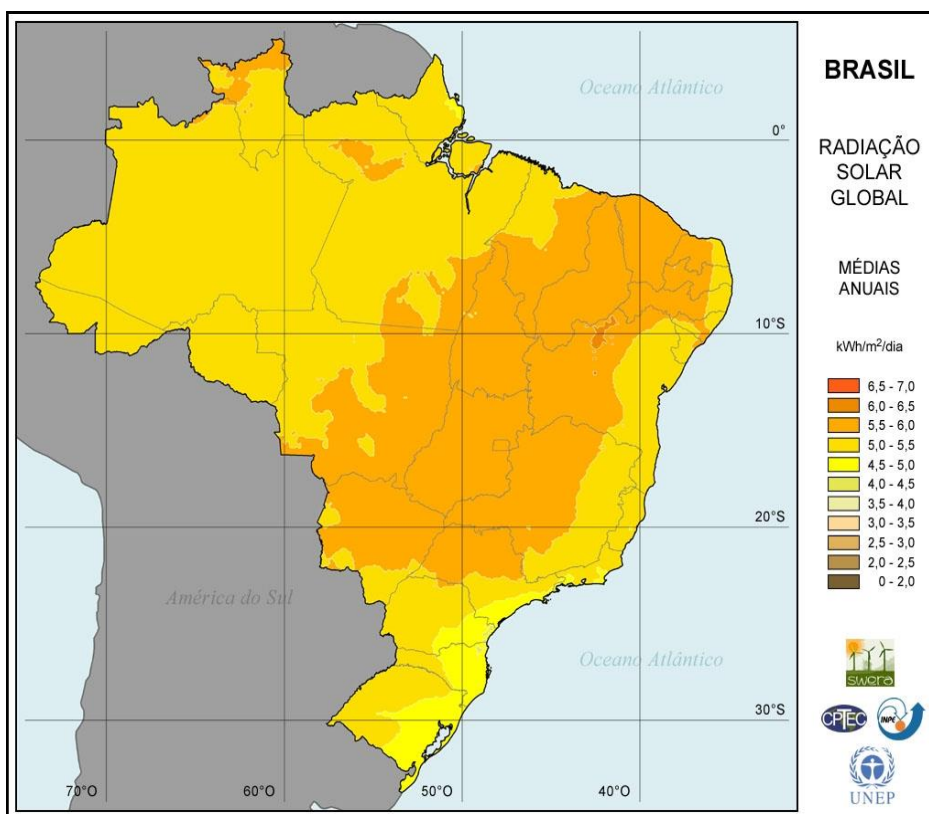 Oceano Atlântico
0°
10°S
20°S
América do Sul
Oceano Atlântico
30°S
70°O 60°O 50°O 40°O
BRASIL
RADIAÇÃO
SOLAR
GLOBAL
MÉDIAS
ANUAIS
kWh/m²/dia
6,5 - 7,0
6,0 - 6,5
5,5 - 6,0
5,0 - 5,5
4,5 - 5,0
4,0 - 4,5
3,5 - 4,0
3,0 - 3,5
2,5 - 3,0
2,0 - 2,5
0 - 2,0
swera
CPTEC INPE
UNEP